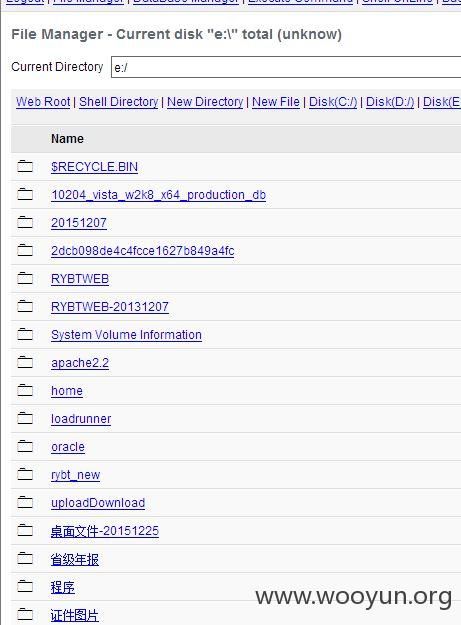 Logout | File Manager | DataBase Manager | Execute Command | Shell OnLine |
File Manager - Current disk "e:\" total (unknow)
Current Directory e:/
Web Root | Shell Directory | New Directory | New File | Disk(C:/) | Disk(D:/) | Disk(E
Name
$RECYCLE.BIN
10204_vista_w2k8_x64_production_db
20151207
2dcb098de4c4fcce1627b849a4fc
RYBTWEB
RYBTWEB-20131207
System Volume Information
apache2.2
home
loadrunner
oracle
rybt_new
uploadDownload
桌面文件-20151225
省级年报
程序
证件图片
www.wooyun.org